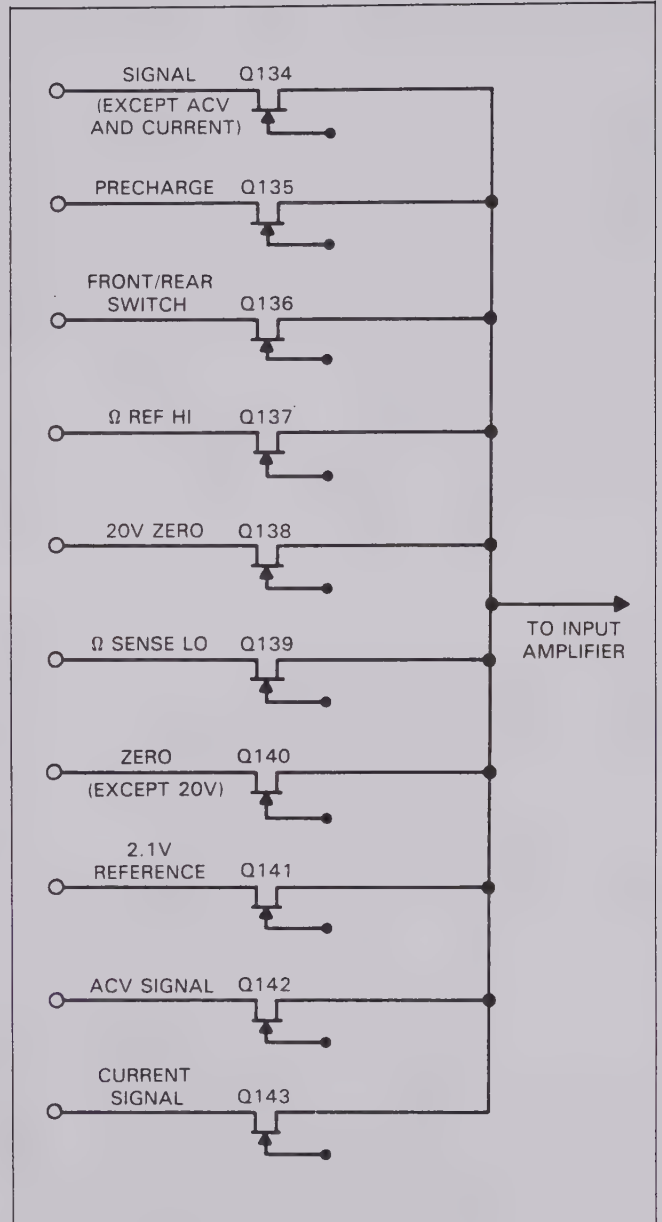 SIGNAL Q134
(EXCEPT ACV
AND CURRENT)
PRECHARGE Q135
FRONT/REAR
SWITCH Q136
Ω REF HI Q137
20V ZERO Q138
TO INPUT
AMPLIFIER
Ω SENSE LO Q139
ZERO Q140
(EXCEPT 20V)
2.1V
REFERENCE Q141
ACV SIGNAL Q142
CURRENT
SIGNAL Q143